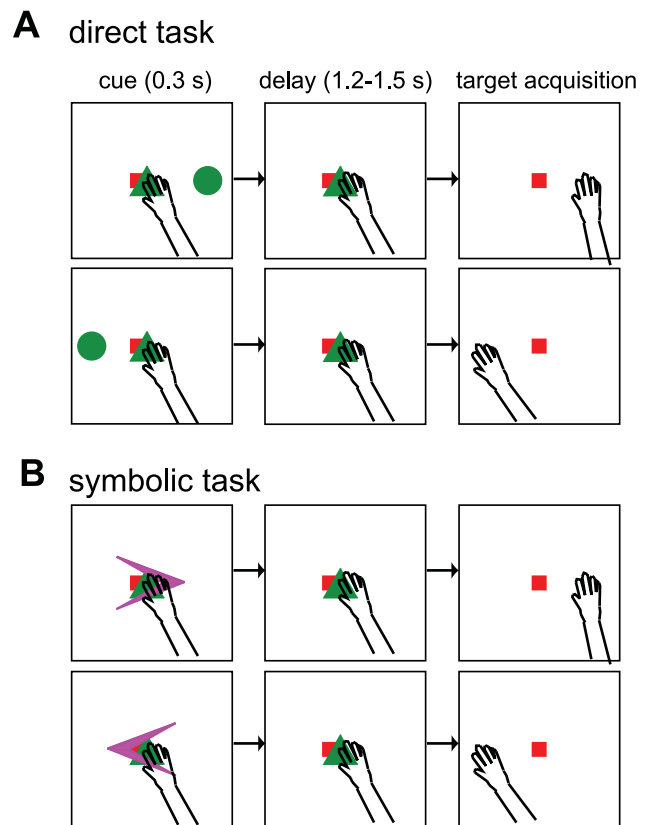 A direct task
cue (0.3 s) delay (1.2-1.5 s) target acquisition
B symbolic task